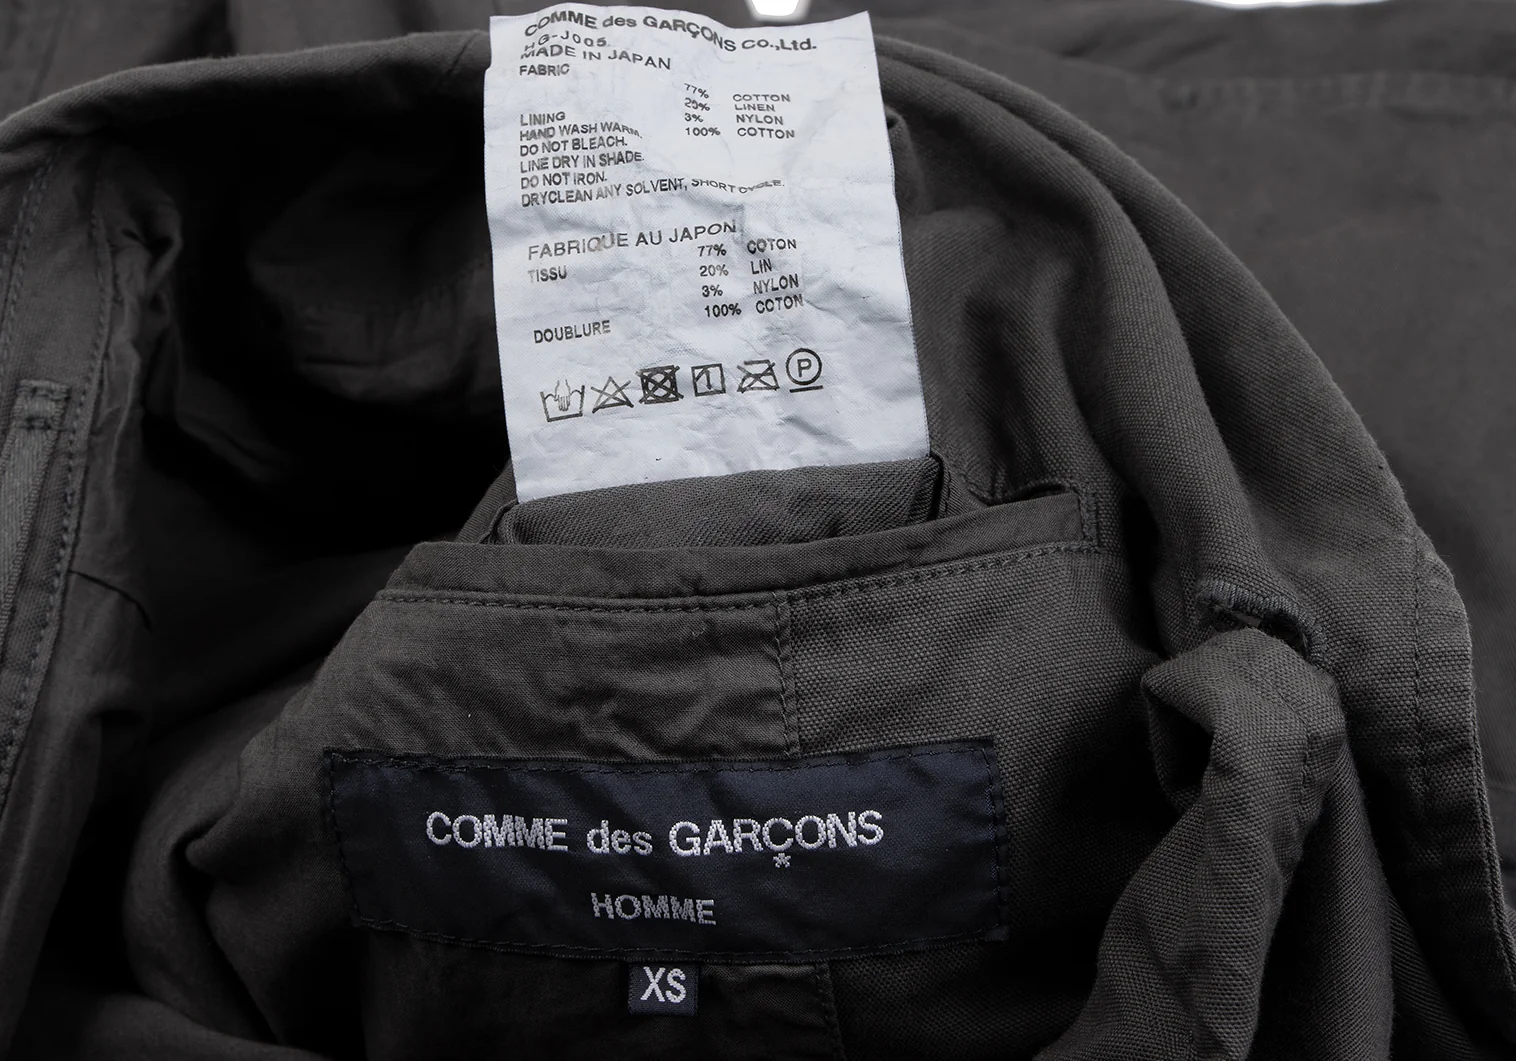 COMME des GARÇONS Co.,Ltd.
HG-J005
MADE IN JAPAN
FABRIC
77% COTTON
20% LINEN
3% NYLON
LINING 100% COTTON
HAND WASH WARM.
DO NOT BLEACH.
LINE DRY IN SHADE.
DO NOT IRON.
DRYCLEAN ANY SOLVENT, SHORT CYCLE.
FABRIQUE AU JAPON
TISSU 77% COTON
20% LIN
3% NYLON
DOUBLURE 100% COTON
P
COMME des GARÇONS
HOMME
XS